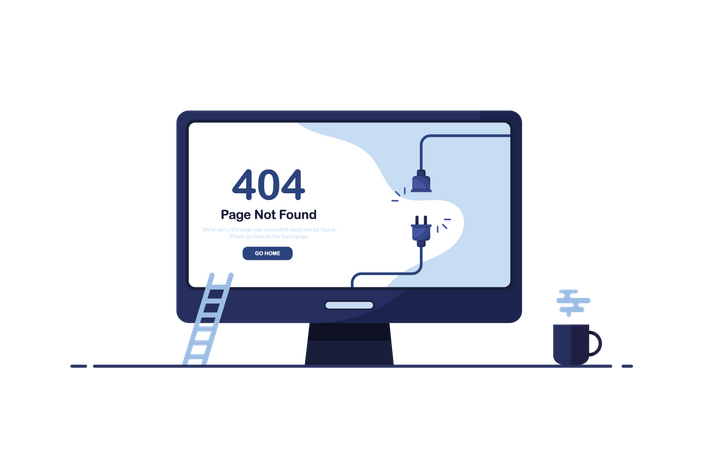 404
Page Not Found
We're sorry, the page you requested could not be found
Please go back to the homepage
GO HOME